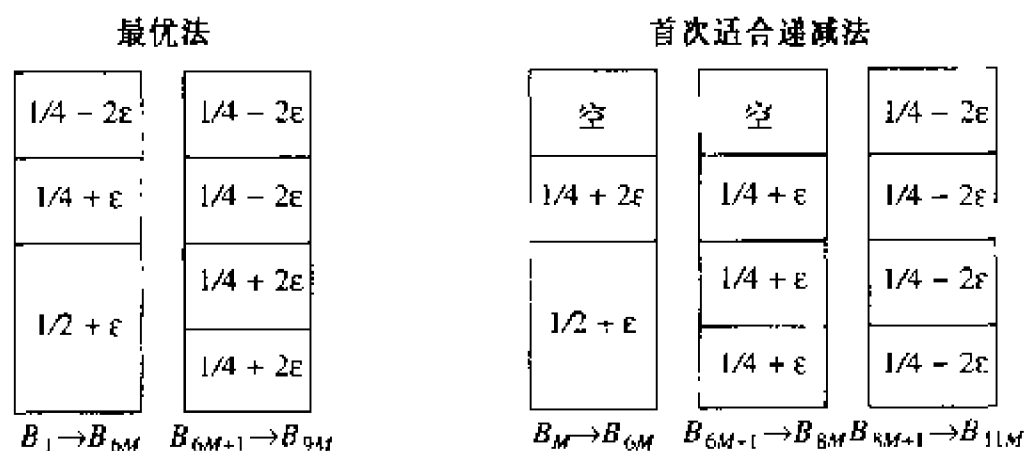 最优法
首次适合递减法
1/4 − 2ε
1/4 + ε
1/2 + ε
B₁→B₆M
1/4 − 2ε
1/4 − 2ε
1/4 + 2ε
1/4 + 2ε
B₆M₊₁→B₉M
空
1/4 + 2ε
1/2 + ε
B_M→B₆M
空
1/4 + ε
1/4 + ε
1/4 + ε
B₆M₊₁→B₈M
1/4 − 2ε
1/4 − 2ε
1/4 − 2ε
1/4 − 2ε
B₈M₊₁→B₁₁M